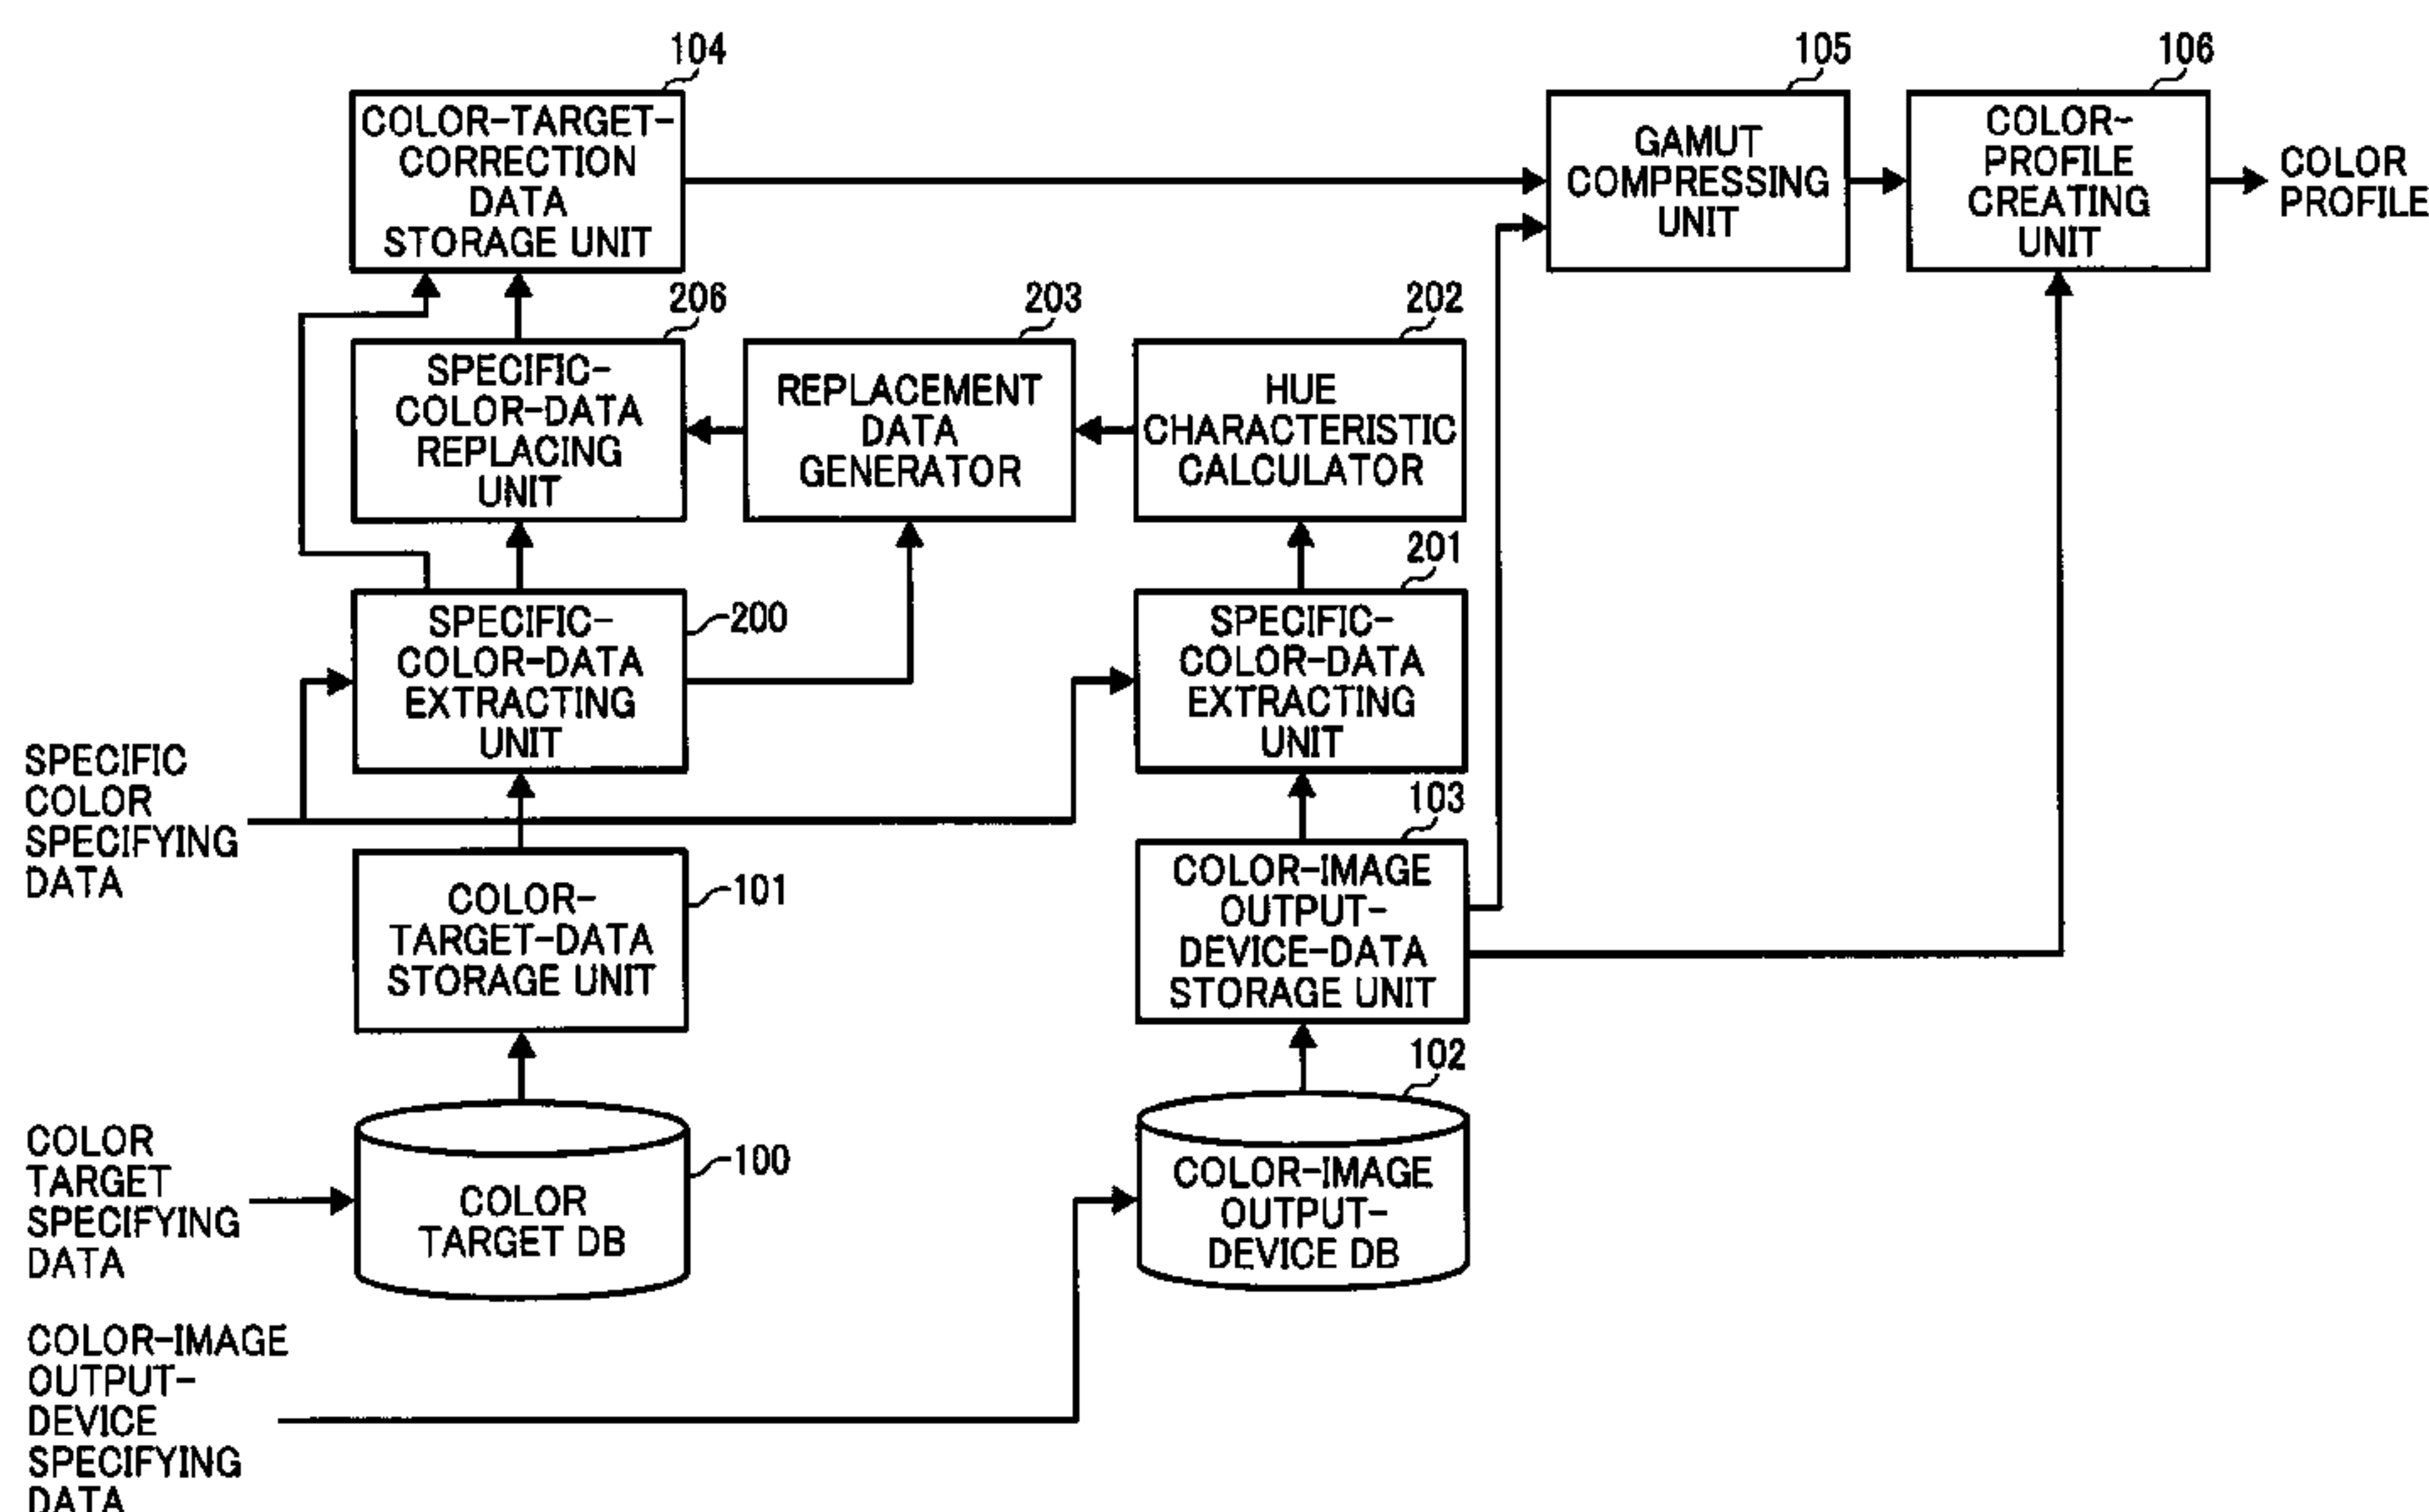 104
COLOR-TARGET-
CORRECTION
DATA
STORAGE UNIT
105
GAMUT
COMPRESSING
UNIT
106
COLOR-
PROFILE
CREATING
UNIT
COLOR
PROFILE
206
SPECIFIC-
COLOR-DATA
REPLACING
UNIT
203
REPLACEMENT
DATA
GENERATOR
202
HUE
CHARACTERISTIC
CALCULATOR
200
SPECIFIC-
COLOR-DATA
EXTRACTING
UNIT
201
SPECIFIC-
COLOR-DATA
EXTRACTING
UNIT
SPECIFIC
COLOR
SPECIFYING
DATA
101
COLOR-
TARGET-DATA
STORAGE UNIT
103
COLOR-IMAGE
OUTPUT-
DEVICE-DATA
STORAGE UNIT
COLOR
TARGET
SPECIFYING
DATA
100
COLOR
TARGET DB
102
COLOR-IMAGE
OUTPUT-
DEVICE DB
COLOR-IMAGE
OUTPUT-
DEVICE
SPECIFYING
DATA